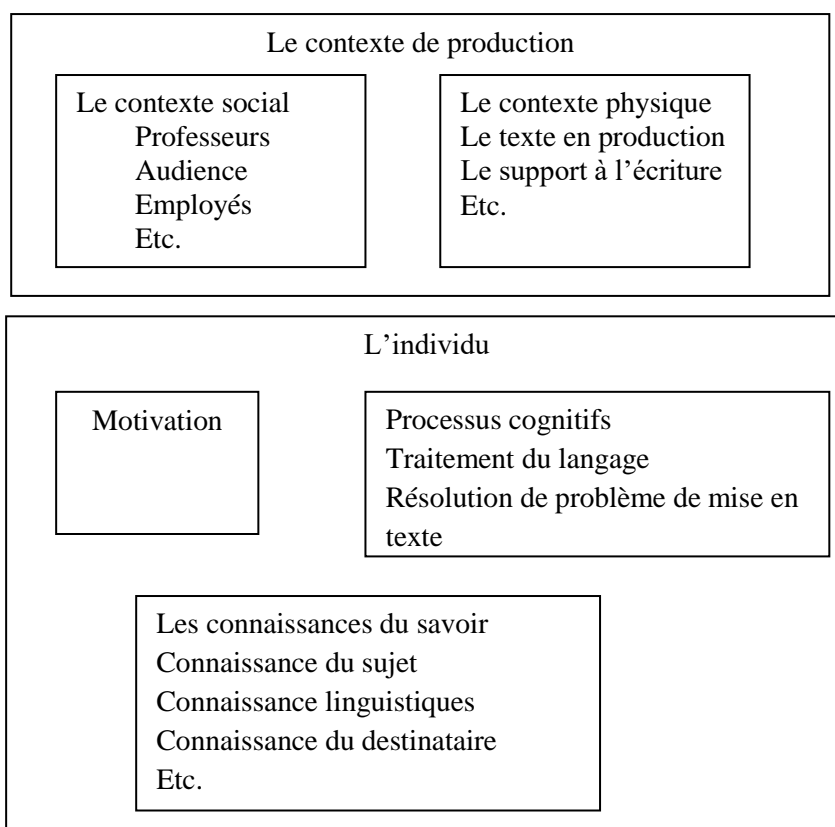 Le contexte de production
Le contexte social
Professeurs
Audience
Employés
Etc.
Le contexte physique
Le texte en production
Le support à l’écriture
Etc.
L’individu
Motivation
Processus cognitifs
Traitement du langage
Résolution de problème de mise en
texte
Les connaissances du savoir
Connaissance du sujet
Connaissance linguistiques
Connaissance du destinataire
Etc.